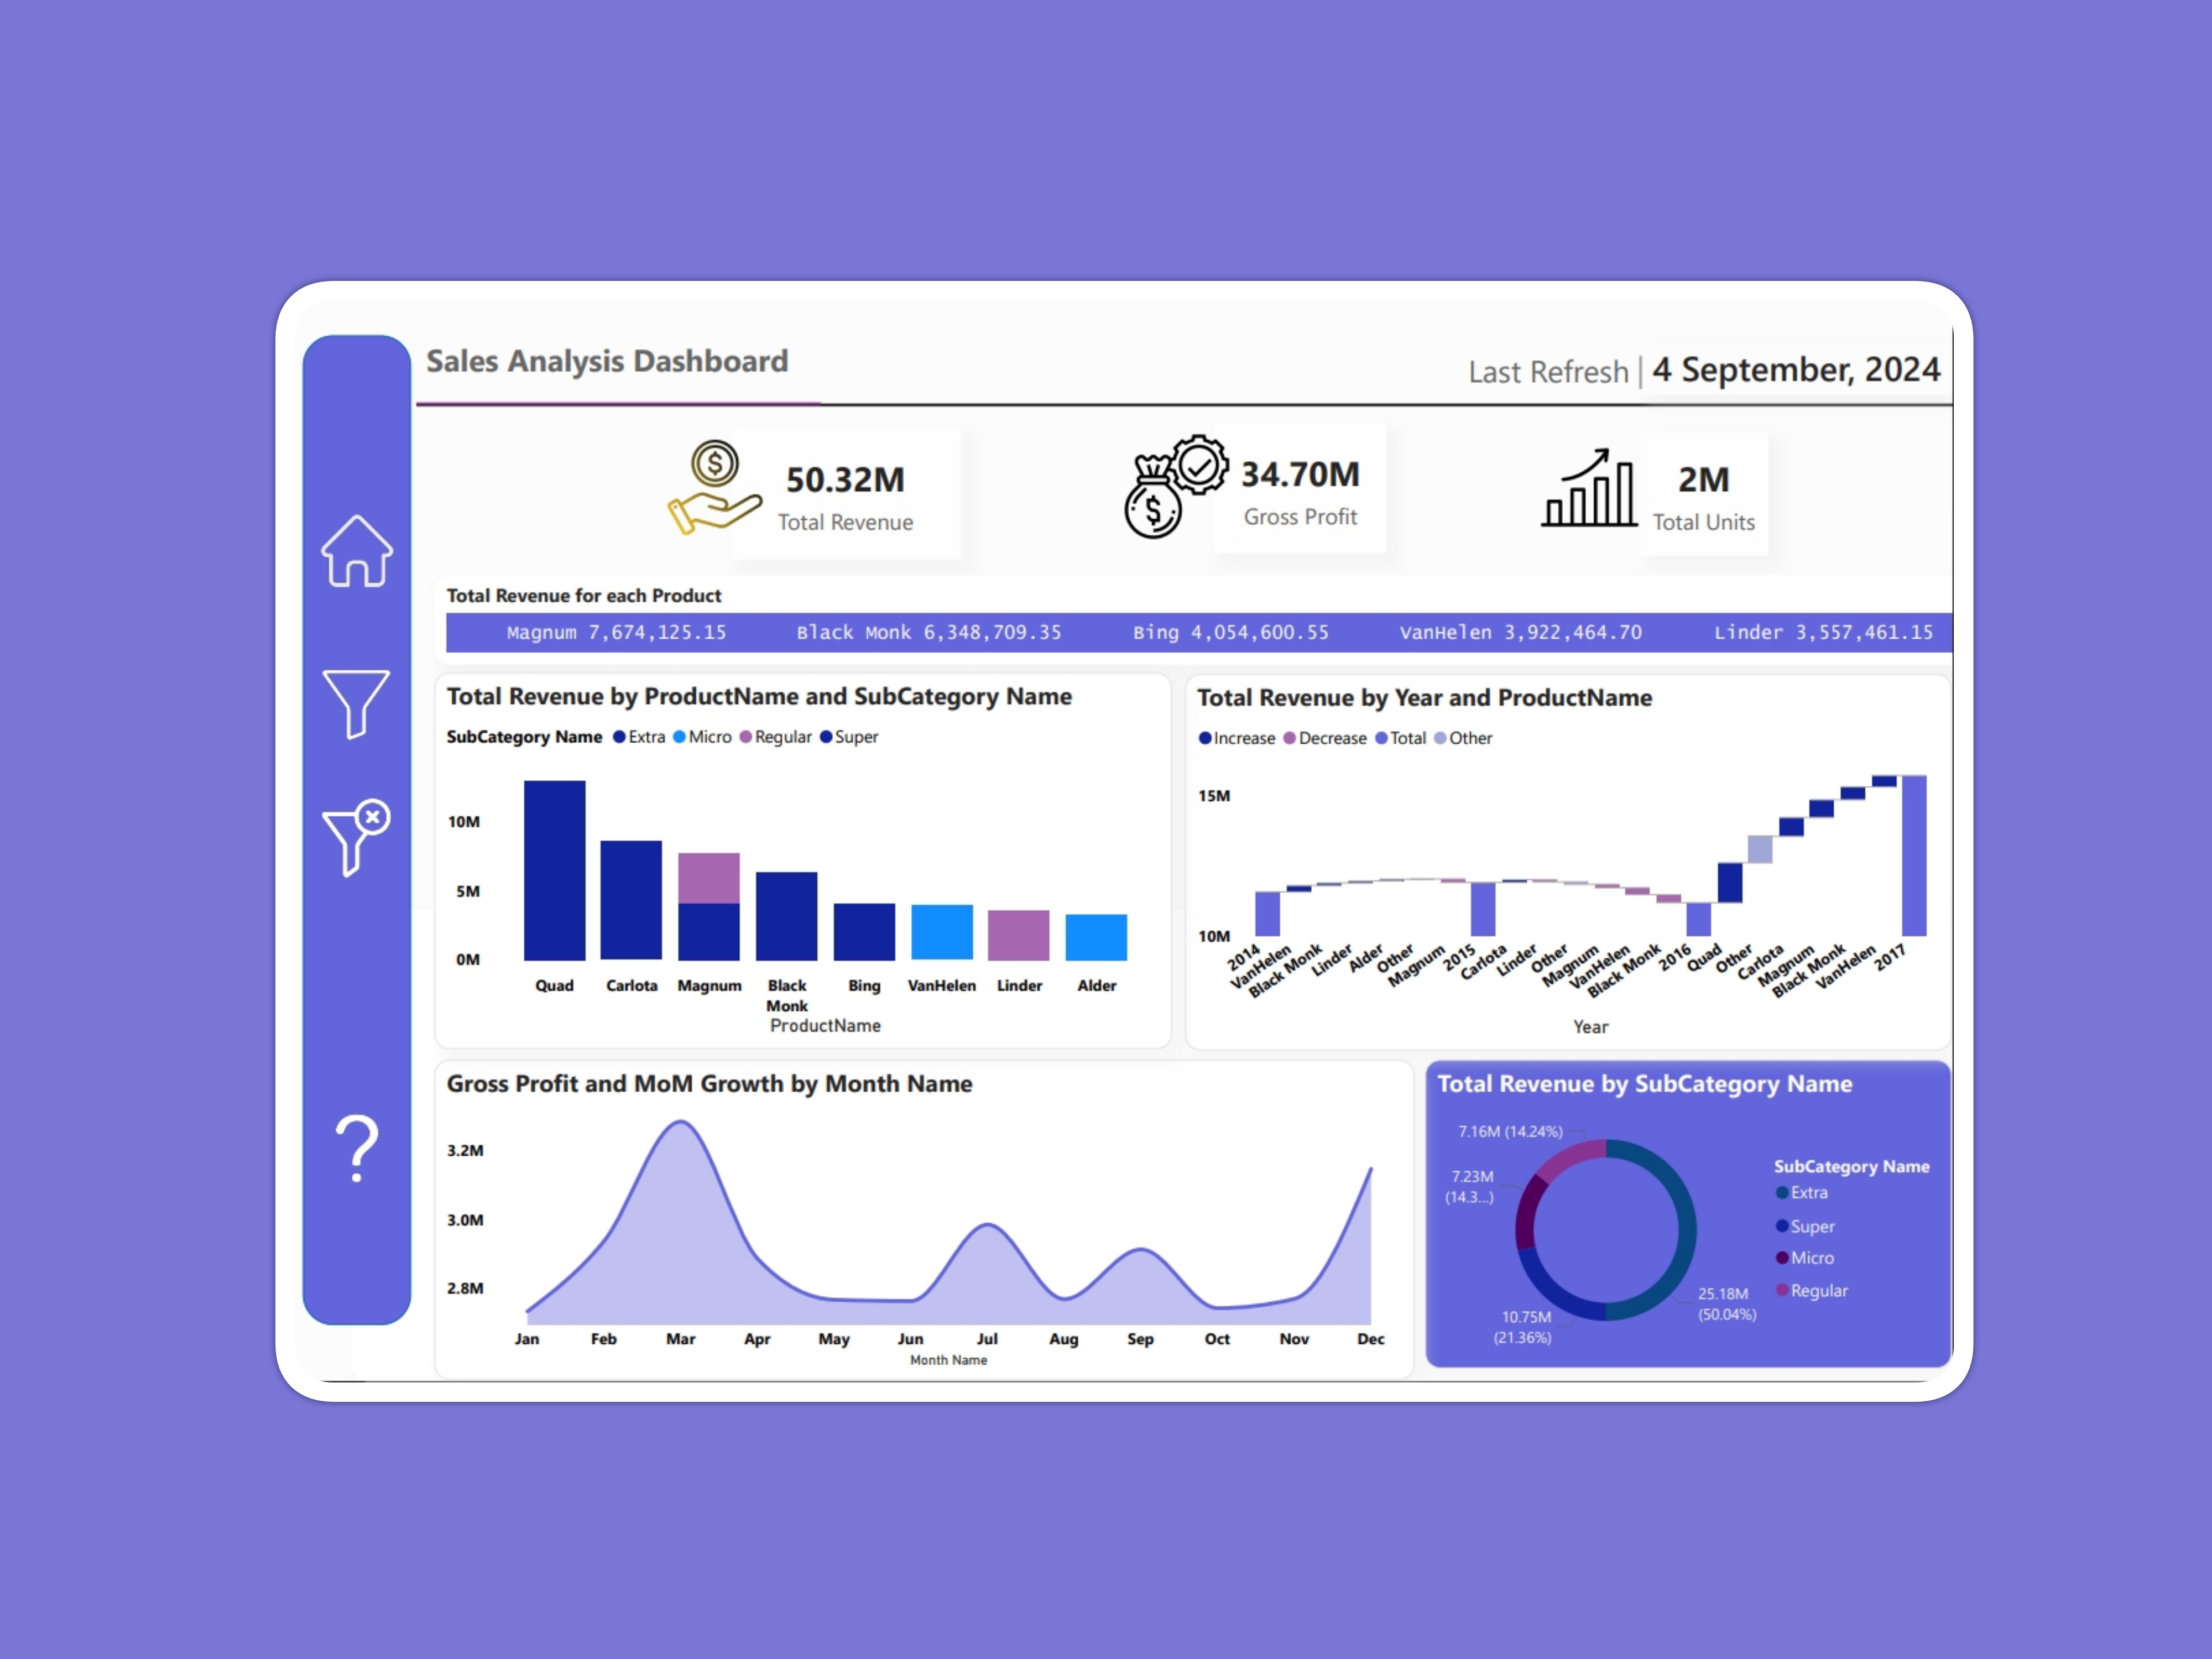 Sales Analysis Dashboard
Last Refresh | 4 September, 2024
50.32M
Total Revenue
34.70M
Gross Profit
2M
Total Units
Total Revenue for each Product
Magnum 7,674,125.15 Black Monk 6,348,709.35 Bing 4,054,600.55 VanHelen 3,922,464.70 Linder 3,557,461.15
Total Revenue by ProductName and SubCategory Name
SubCategory Name Extra Micro Regular Super
10M
5M
0M
Quad Carlota Magnum Black Monk Bing VanHelen Linder Alder
ProductName
Total Revenue by Year and ProductName
Increase Decrease Total Other
15M
10M
2014 VanHelen Black Monk Linder Alder Other Magnum 2015 Carlota Linder Other Magnum VanHelen Black Monk 2016 Quad Other Carlota Magnum Black Monk VanHelen 2017
Year
Gross Profit and MoM Growth by Month Name
3.2M
3.0M
2.8M
Jan Feb Mar Apr May Jun Jul Aug Sep Oct Nov Dec
Month Name
Total Revenue by SubCategory Name
7.16M (14.24%)
7.23M
(14.3...)
10.75M
(21.36%)
25.18M
(50.04%)
SubCategory Name
Extra
Super
Micro
Regular
?